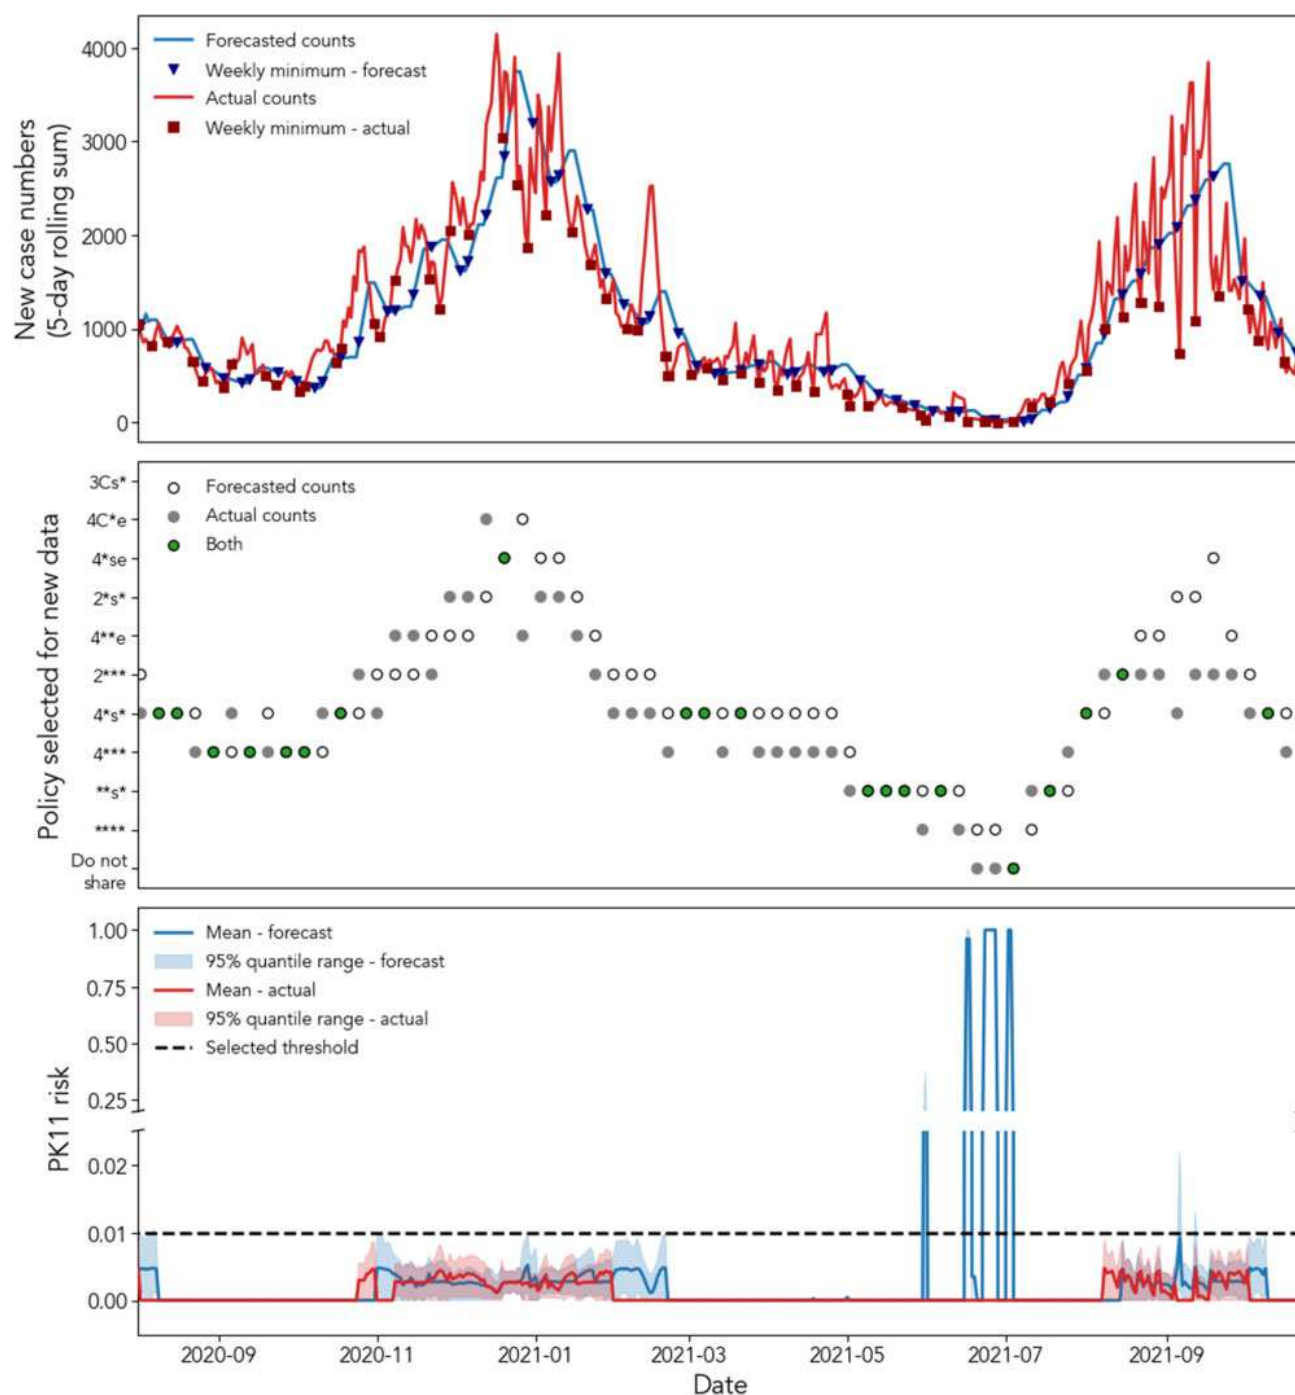 4000
3000
2000
1000
0
New case numbers
(5-day rolling sum)
Forecasted counts
Weekly minimum - forecast
Actual counts
Weekly minimum - actual
Policy selected for new data
3Cs*
4C*e
4*se
2*s*
4**e
2***
4*s*
4***
**s*
****
Do not
share
Forecasted counts
Actual counts
Both
PK11 risk
1.00
0.75
0.50
0.25
0.02
0.01
0.00
Mean - forecast
95% quantile range - forecast
Mean - actual
95% quantile range - actual
Selected threshold
2020-09
2020-11
2021-01
2021-03
2021-05
2021-07
2021-09
Date